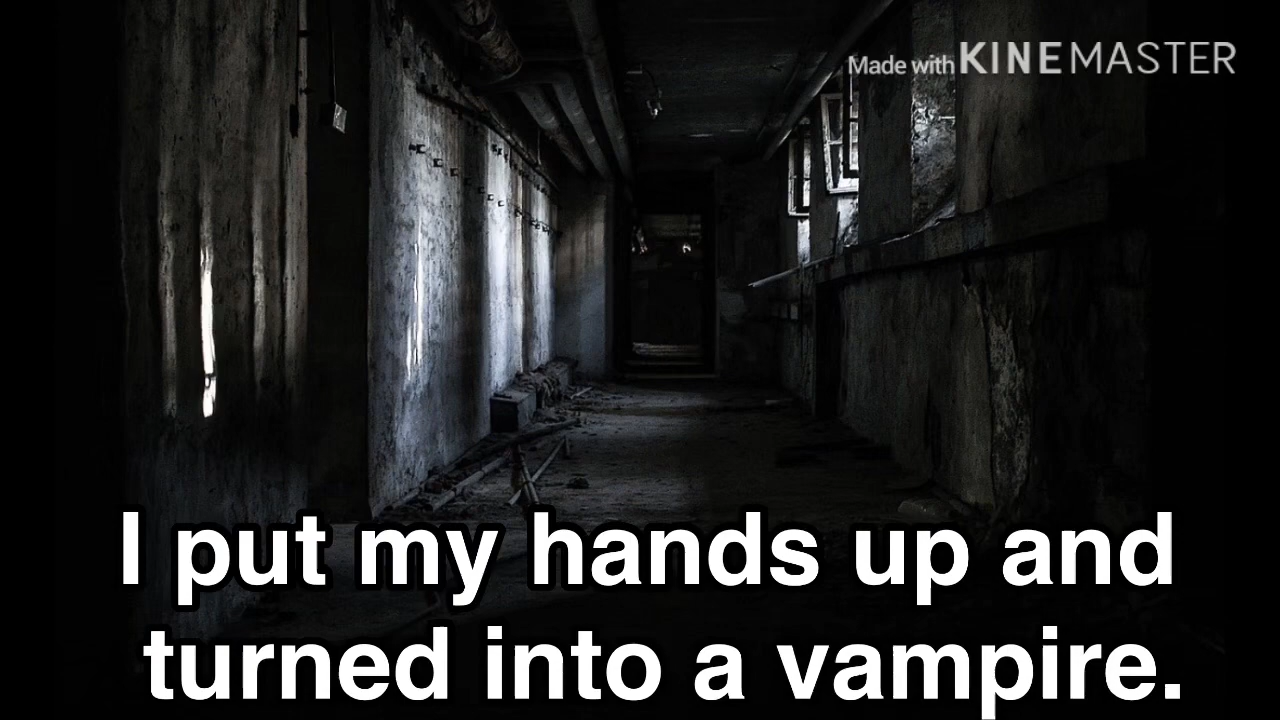 Made with KINEMASTER
I put my hands up and
turned into a vampire.